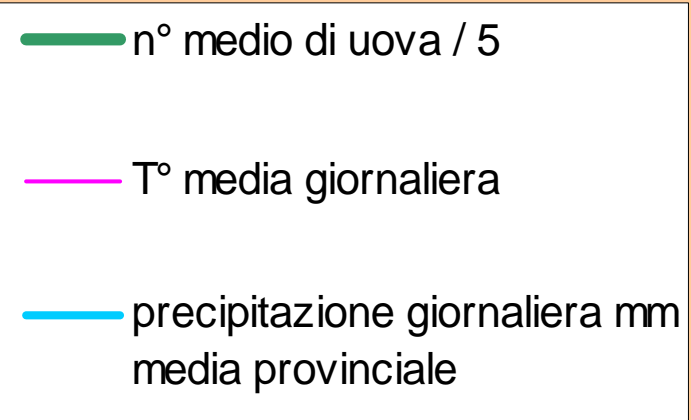 n° medio di uova / 5
T° media giornaliera
precipitazione giornaliera mm
media provinciale